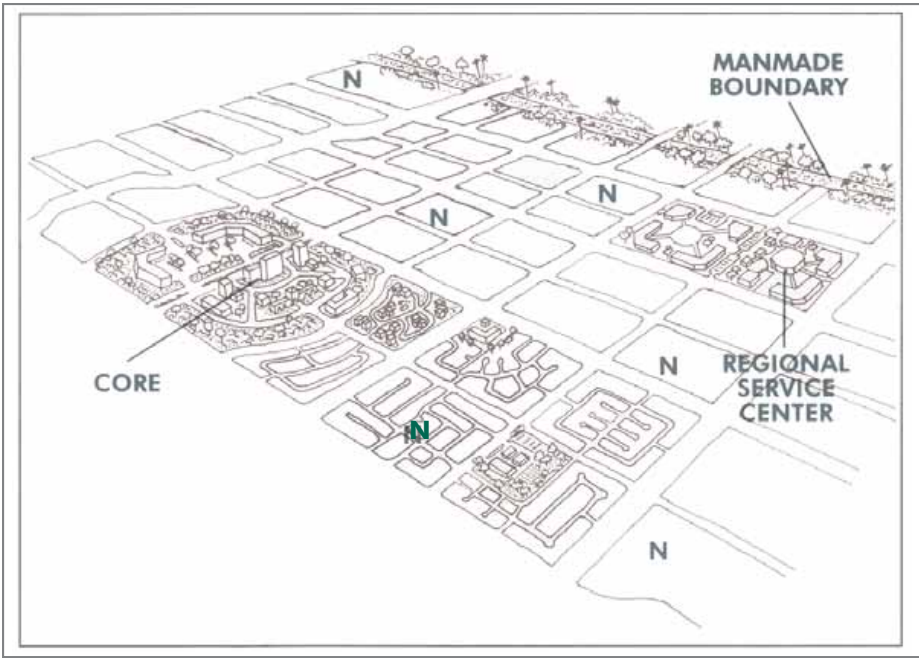 N
MANMADE
BOUNDARY
N
N
CORE
N
REGIONAL
SERVICE
CENTER
N
N